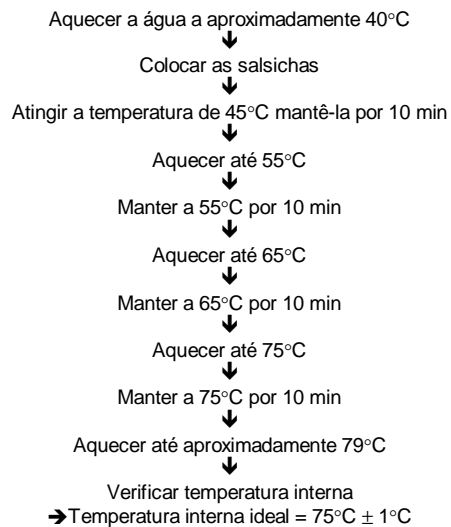 Aquecer a água a aproximadamente 40°C
Colocar as salsichas
Atingir a temperatura de 45°C mantê-la por 10 min
Aquecer até 55°C
Manter a 55°C por 10 min
Aquecer até 65°C
Manter a 65°C por 10 min
Aquecer até 75°C
Manter a 75°C por 10 min
Aquecer até aproximadamente 79°C
Verificar temperatura interna
➔Temperatura interna ideal = 75°C ± 1°C